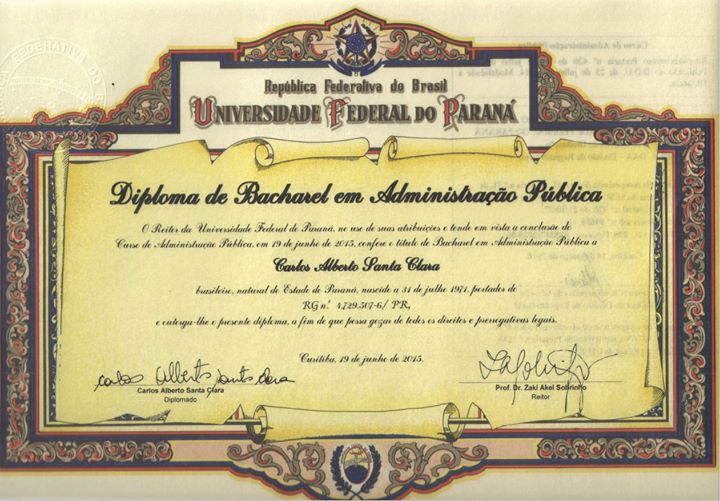 República Federativa do Brasil
UNIVERSIDADE FEDERAL DO PARANÁ
Diploma de Bacharel em Administração Pública
O Reitor da Universidade Federal do Paraná, no uso de suas atribuições e tendo em vista a conclusão do
Curso de Administração Pública, em 19 de junho de 2015, confere o título de Bacharel em Administração Pública a
Carlos Alberto Santa Clara
brasileiro, natural do Estado do Paraná, nascido a 31 de julho 1971, portador do
RG n.º 4.729.507-6/ PR,
e outorga-lhe o presente diploma, a fim de que possa gozar de todos os direitos e prerrogativas legais.
Curitiba, 19 de junho de 2015.
Carlos Alberto Santa Clara
Carlos Alberto Santa Clara
Diplomado
Prof. Dr. Zaki Akel Sobrinho
Reitor